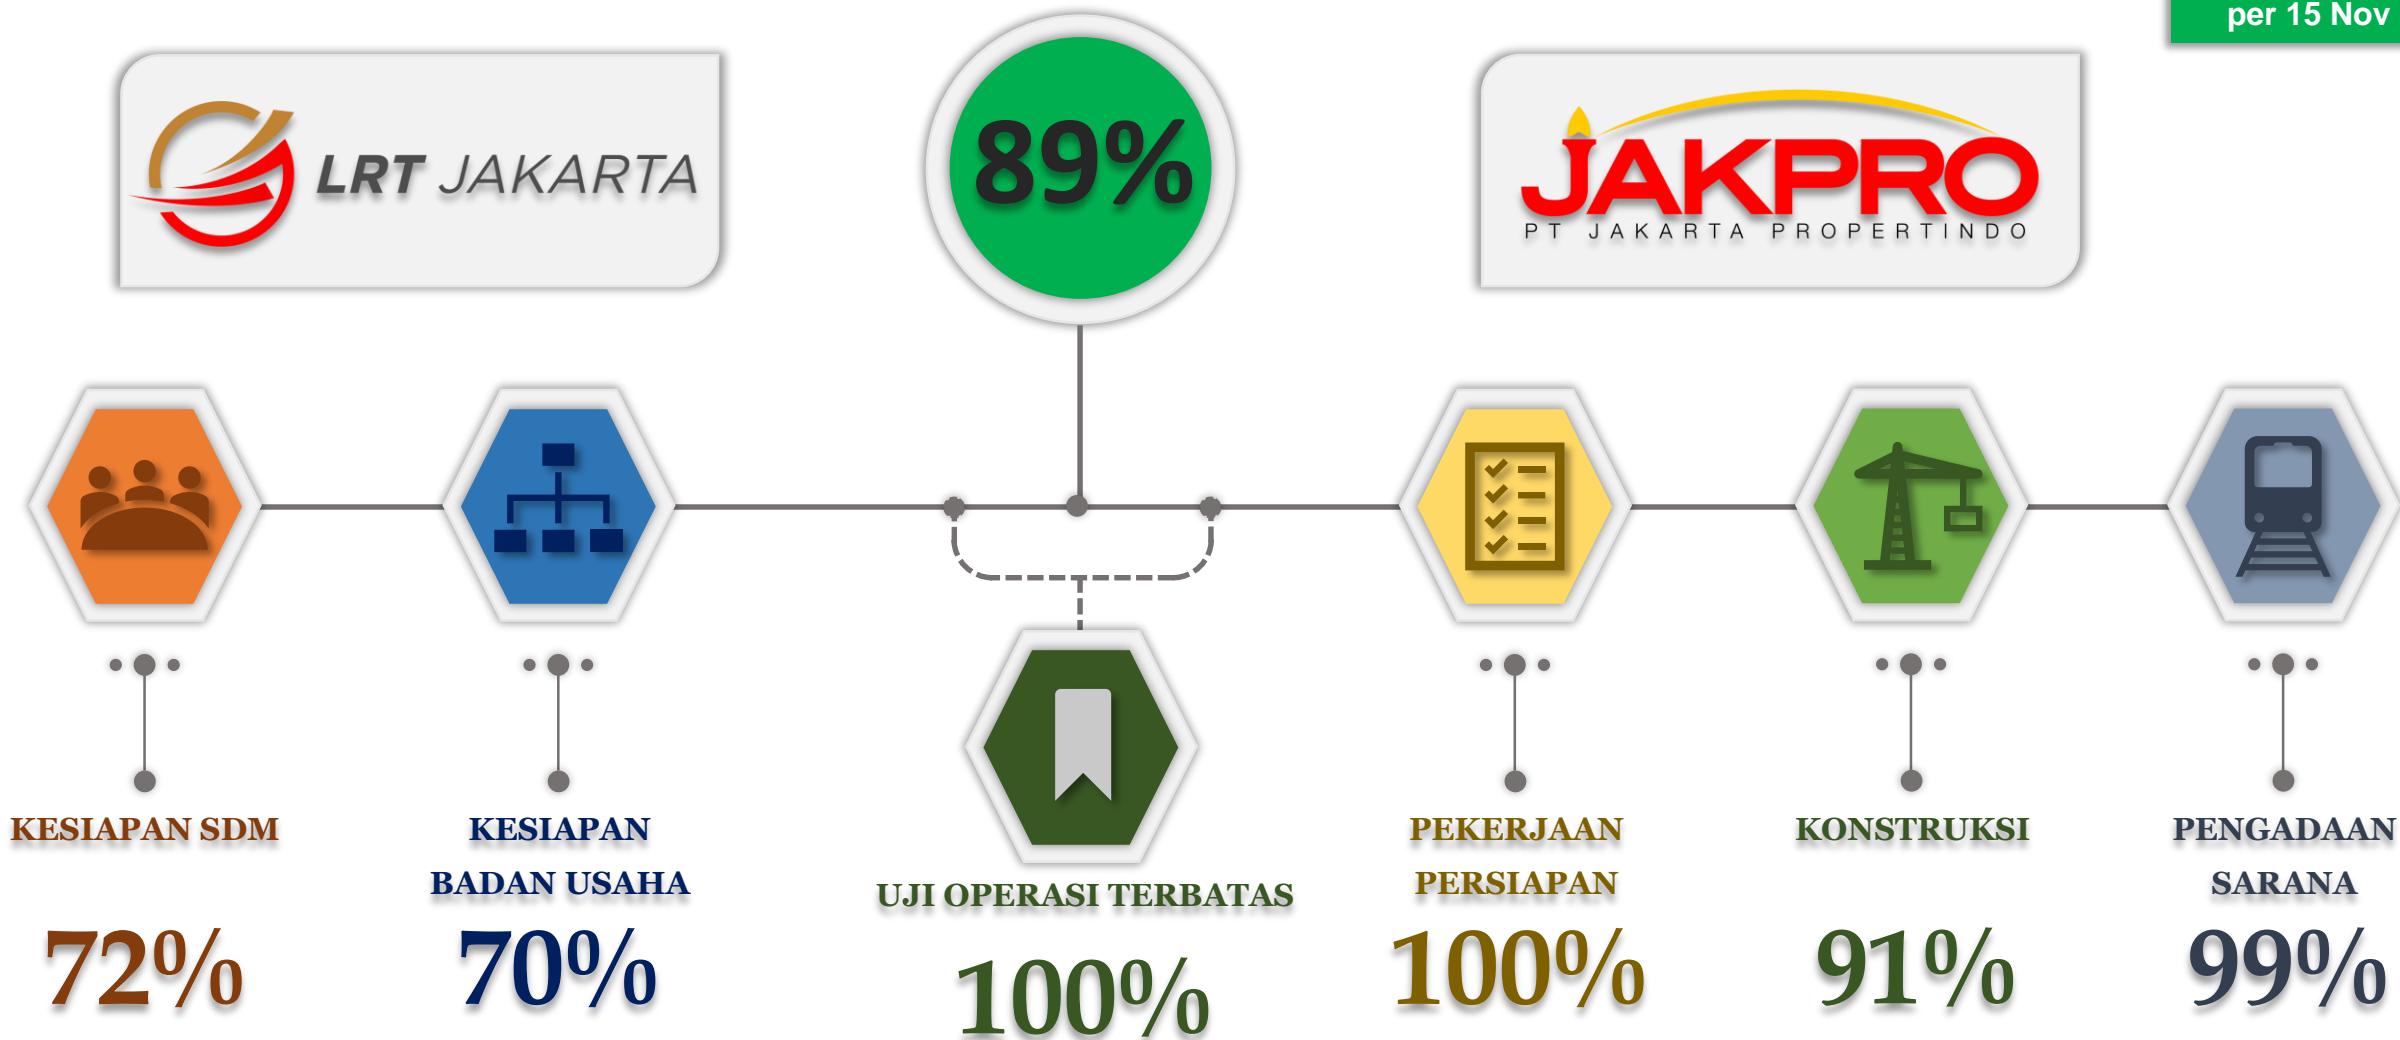 per 15 Nov
LRT JAKARTA
89%
JAKPRO
PT JAKARTA PROPERTINDO
KESIAPAN SDM
72%
KESIAPAN
BADAN USAHA
70%
UJI OPERASI TERBATAS
100%
PEKERJAAN
PERSIAPAN
100%
KONSTRUKSI
91%
PENGADAAN
SARANA
99%